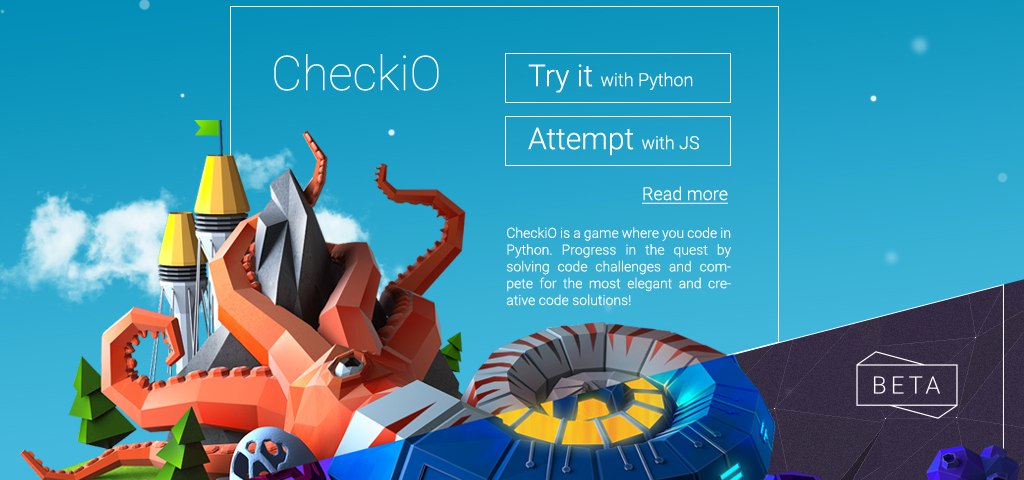 CheckiO
Try it with Python
Attempt with JS
Read more
CheckiO is a game where you code in
Python. Progress in the quest by
solving code challenges and com-
pete for the most elegant and cre-
ative code solutions!
BETA